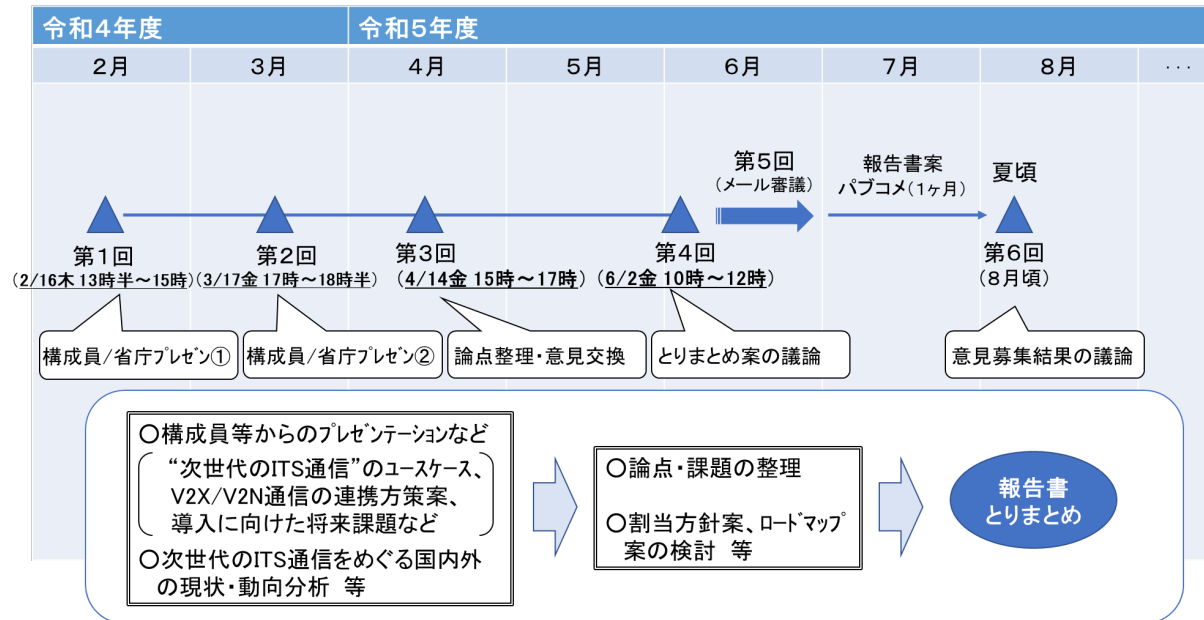 令和4年度 令和5年度
2月 3月 4月 5月 6月 7月 8月 ･･･
第5回
(メール審議)
報告書案
パブコメ(1ヶ月)
夏頃
第1回
(2/16木 13時半～15時)
第2回
(3/17金 17時～18時半)
第3回
(4/14金 15時～17時)
第4回
(6/2金 10時～12時)
第6回
(8月頃)
構成員/省庁プレゼン①
構成員/省庁プレゼン②
論点整理・意見交換
とりまとめ案の議論
意見募集結果の議論
○構成員等からのプレゼンテーションなど
“次世代のITS通信”のユースケース、
V2X/V2N通信の連携方策案、
導入に向けた将来課題など
○次世代のITS通信をめぐる国内外
の現状・動向分析 等
○論点・課題の整理
○割当方針案、ロードマップ
案の検討 等
報告書
とりまとめ